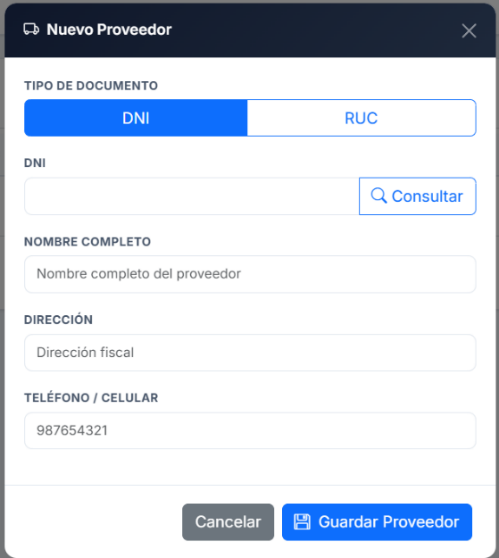 Nuevo Proveedor
TIPO DE DOCUMENTO
DNI RUC
DNI
Consultar
NOMBRE COMPLETO
Nombre completo del proveedor
DIRECCIÓN
Dirección fiscal
TELÉFONO / CELULAR
987654321
Cancelar Guardar Proveedor